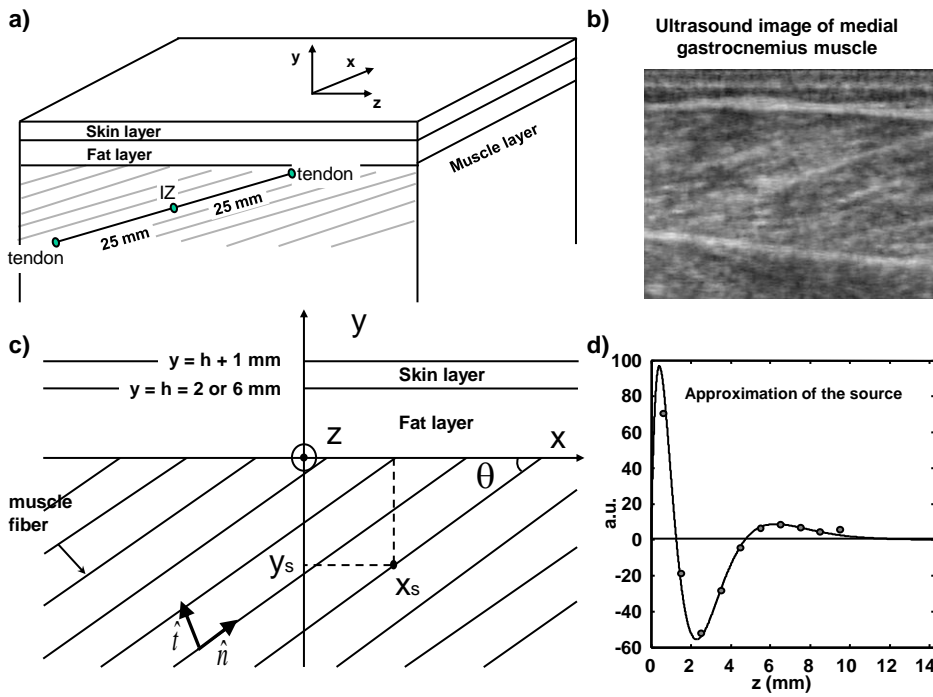 a)
y
x
z
Skin layer
Fat layer
Muscle layer
tendon
IZ
25 mm
25 mm
tendon
b)
Ultrasound image of medial
gastrocnemius muscle
c)
y
y = h + 1 mm
Skin layer
y = h = 2 or 6 mm
Fat layer
z
x
θ
muscle
fiber
ys
xs
t̂
n̂
d)
Approximation of the source
a.u.
100
80
60
40
20
0
-20
-40
-60
0 2 4 6 8 10 12 14
z (mm)